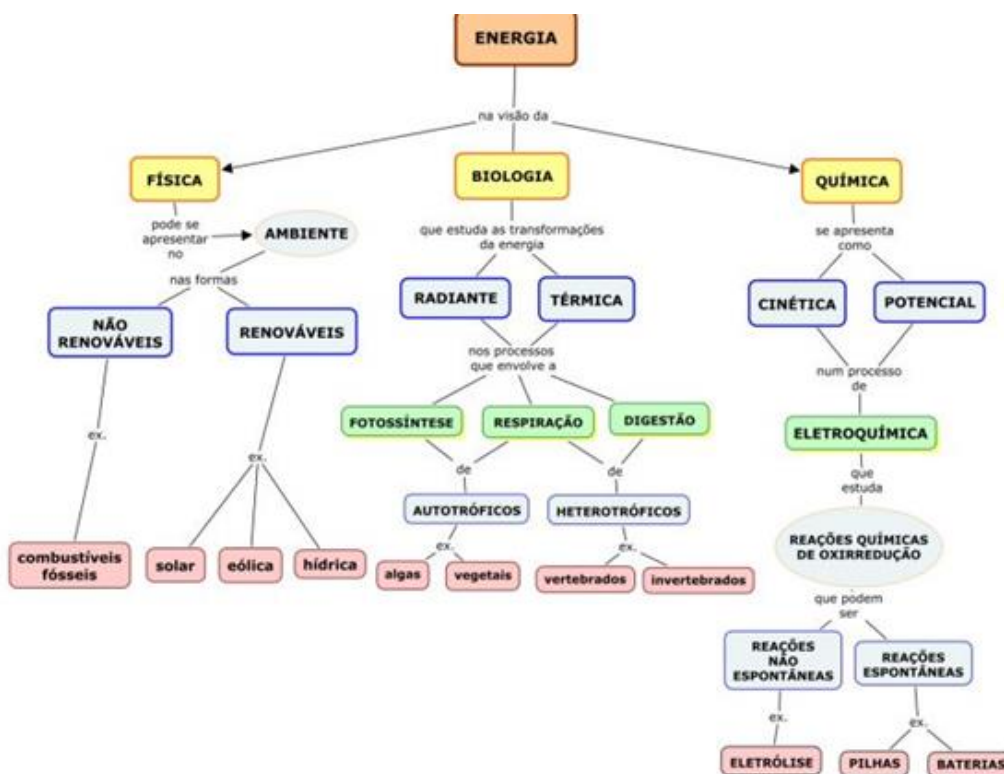 ENERGIA
na visão da
FÍSICA
BIOLOGIA
QUÍMICA
pode se
apresentar
no
AMBIENTE
nas formas
NÃO
RENOVÁVEIS
RENOVÁVEIS
ex.
ex.
combustíveis
fósseis
solar
eólica
hídrica
que estuda as transformações
da energia
RADIANTE
TÉRMICA
nos processos
que envolve a
FOTOSSÍNTESE
RESPIRAÇÃO
DIGESTÃO
de
de
AUTOTRÓFICOS
HETEROTRÓFICOS
ex.
ex.
algas
vegetais
vertebrados
invertebrados
se apresenta
como
CINÉTICA
POTENCIAL
num processo
de
ELETROQUÍMICA
que
estuda
REAÇÕES QUÍMICAS
DE OXIRREDUÇÃO
que podem
ser
REAÇÕES
NÃO
ESPONTÂNEAS
REAÇÕES
ESPONTÂNEAS
ex.
ex.
ELETRÓLISE
PILHAS
BATERIAS